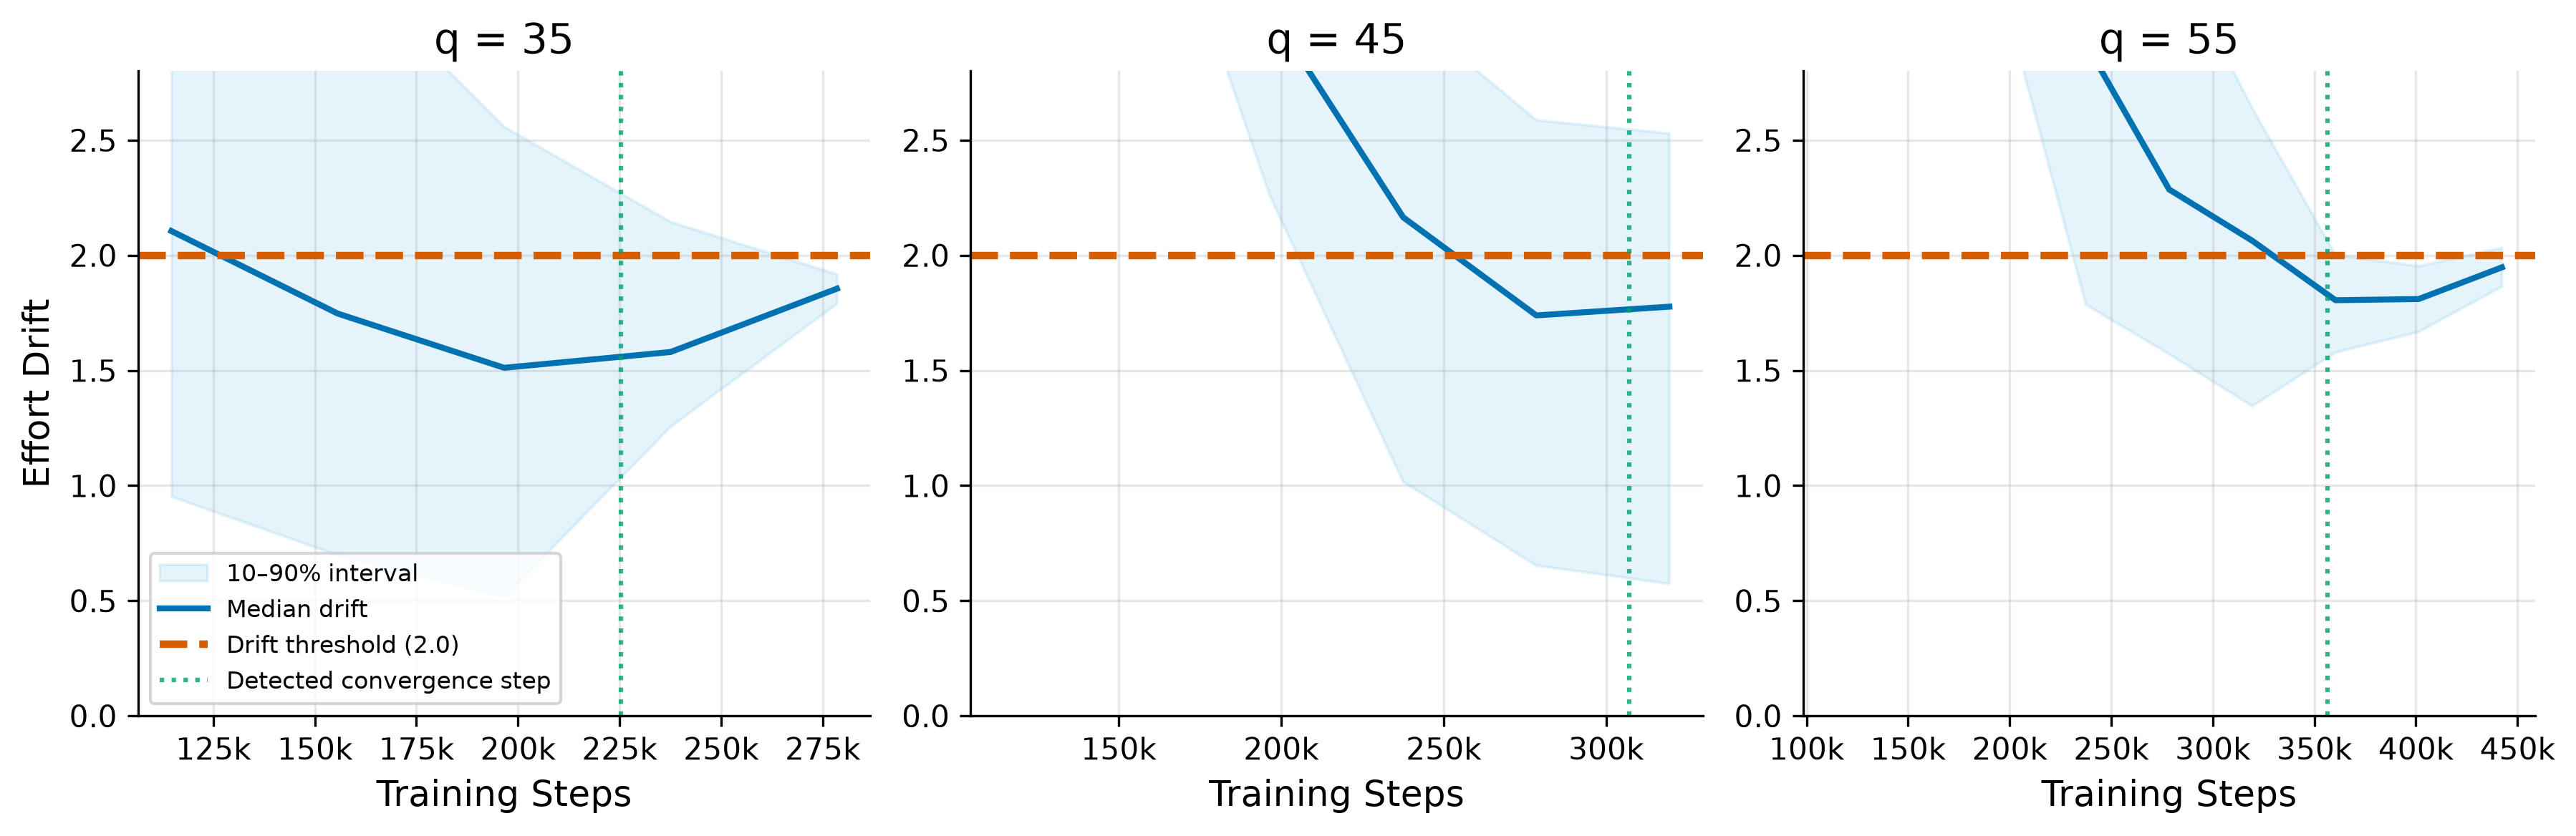 q = 35
q = 45
q = 55
Effort Drift
2.5
2.0
1.5
1.0
0.5
0.0
10–90% interval
Median drift
Drift threshold (2.0)
Detected convergence step
125k 150k 175k 200k 225k 250k 275k
Training Steps
2.5
2.0
1.5
1.0
0.5
0.0
150k 200k 250k 300k
Training Steps
2.5
2.0
1.5
1.0
0.5
0.0
100k 150k 200k 250k 300k 350k 400k 450k
Training Steps